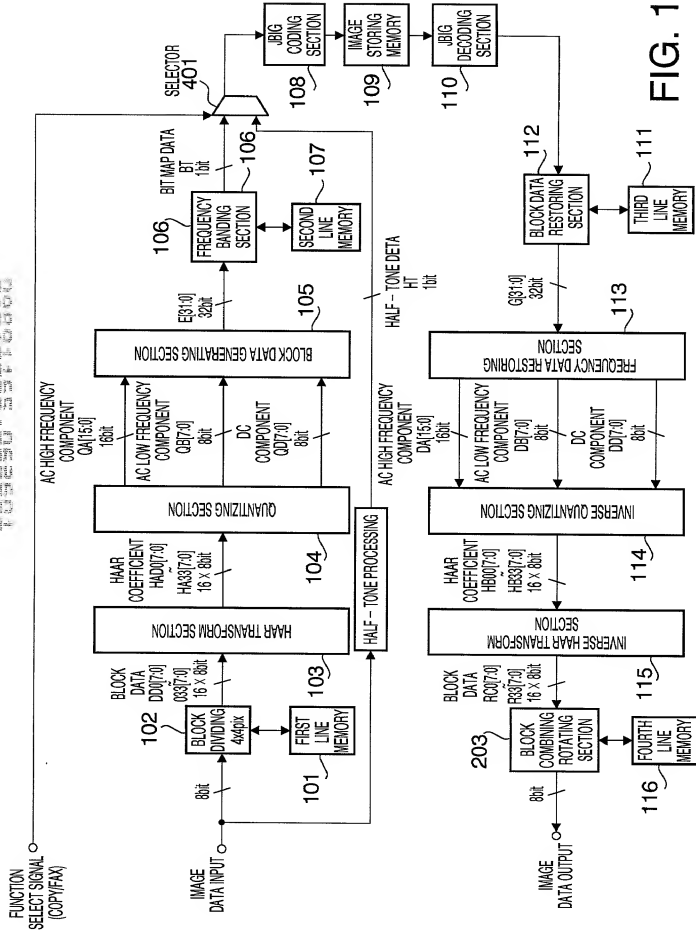 FUNCTION
SELECT SIGNAL
(COPY/FAX)
SELECTOR
401
IMAGE
DATA INPUT
8bit
102
BLOCK
DIVIDING
4x4pix
FIRST
LINE
MEMORY
101
BLOCK
DATA
DD0[7:0]
~
033[7:0]
16 × 8bit
HAAR TRANSFORM SECTION
103
HAAR
COEFFICIENT
HAD0[7:0]
~
HA33[7:0]
16 × 8bit
QUANTIZING SECTION
104
AC HIGH FREQUENCY
COMPONENT
QA[15:0]
16bit
AC LOW FREQUENCY
COMPONENT
QB[7:0]
8bit
DC
COMPONENT
QD[7:0]
8bit
BLOCK DATA GENERATING SECTION
105
E[31:0]
32bit
106
FREQUENCY
BANDING
SECTION
106
SECOND
LINE
MEMORY
107
BIT MAP DATA
BT
1bit
HALF – TONE PROCESSING
HALF – TONE DETA
HT
1bit
JBIG
CODING
SECTION
108
IMAGE
STORING
MEMORY
109
JBIG
DECODING
SECTION
110
112
BLOCK DATA
RESTORING
SECTION
THIRD LINE
MEMORY
111
G[31:0]
32bit
FREQUENCY DATA RESTORING
SECTION
113
AC HIGH FREQUENCY
COMPONENT
DA[15:0]
16bit
AC LOW FREQUENCY
COMPONENT
DB[7:0]
8bit
DC
COMPONENT
DD[7:0]
8bit
INVERSE QUANTIZING SECTION
114
HAAR
COEFFICIENT
HB00[7:0]
~
HB33[7:0]
16 × 8bit
INVERSE HAAR TRANSFORM
SECTION
115
BLOCK
DATA
RC0[7:0]
~
R33[7:0]
16 × 8bit
203
BLOCK
COMBINING
ROTATING
SECTION
FOURTH LINE
MEMORY
116
8bit
IMAGE
DATA OUTPUT
FIG. 1